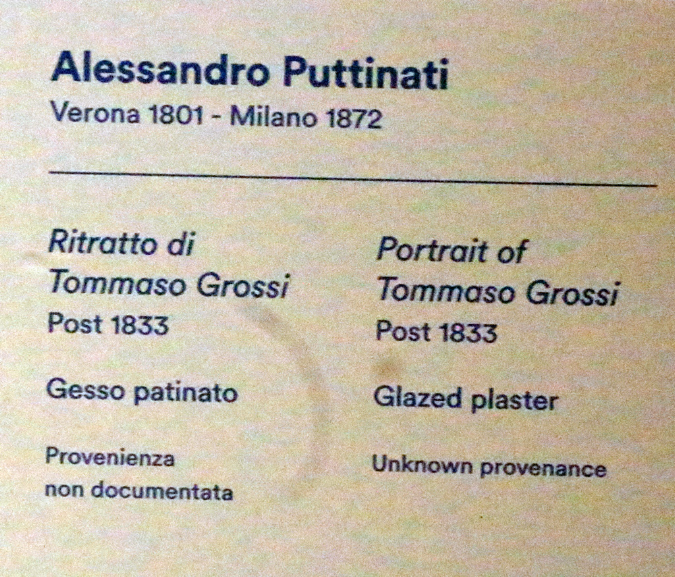 Alessandro Puttinati
Verona 1801 - Milano 1872
Ritratto di
Tommaso Grossi
Post 1833
Gesso patinato
Provenienza
non documentata
Portrait of
Tommaso Grossi
Post 1833
Glazed plaster
Unknown provenance